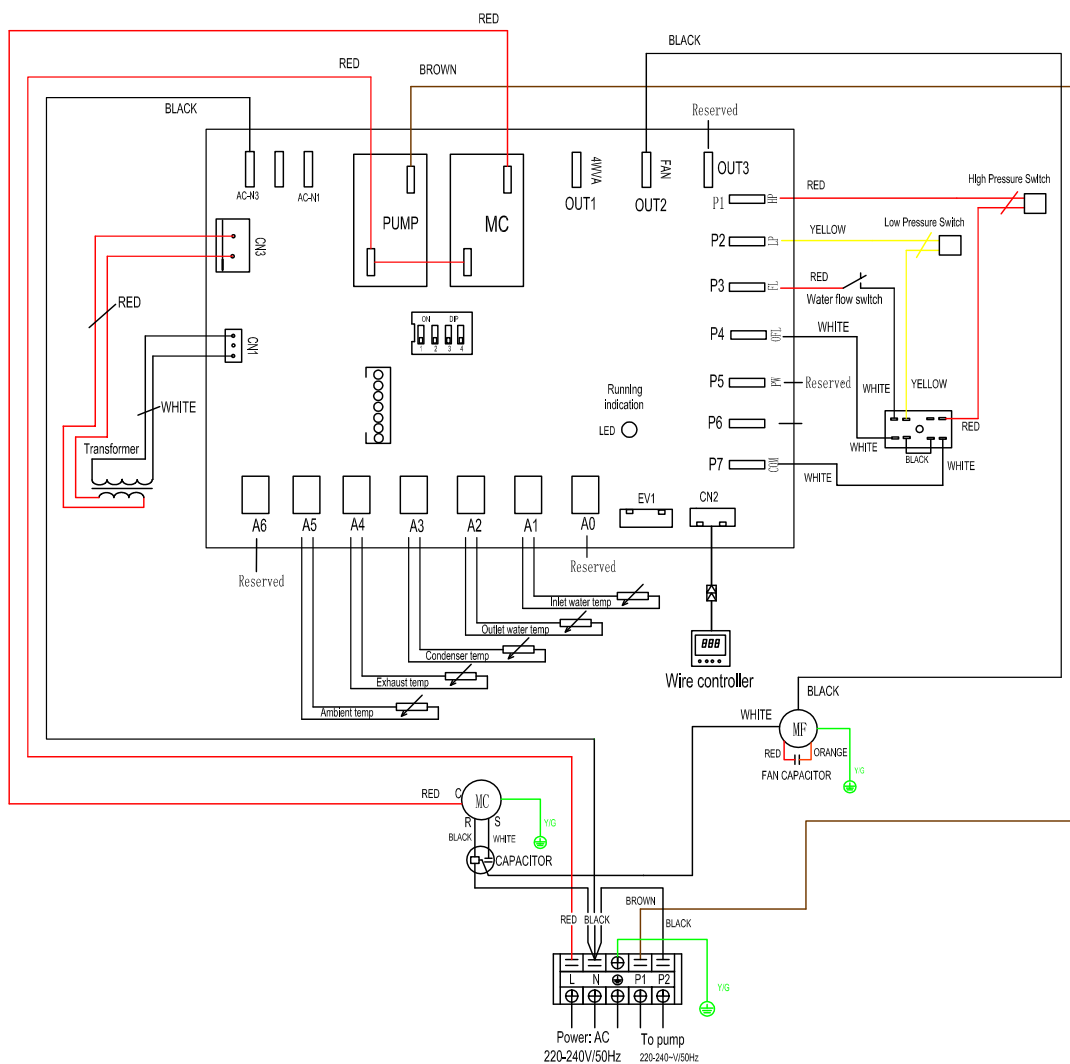 RED
RED
BROWN
BLACK
BLACK
Reserved
AC-N3
AC-N1
PUMP
MC
4WVA
OUT1
FAN
OUT2
OUT3
RED
High Pressure Switch
P1
HP
Low Pressure Switch
YELLOW
P2
LP
CN3
RED
P3
FL
Water flow switch
RED
ON
DIP
1
2
3
4
WHITE
P4
OFL
CN1
WHITE
YELLOW
P5
PW
Reserved
RED
WHITE
Running
indication
LED
P6
Transformer
WHITE
BLACK
WHITE
P7
COM
WHITE
EV1
CN2
A6
A5
A4
A3
A2
A1
A0
Reserved
Reserved
Inlet water temp
Outlet water temp
Condenser temp
Exhaust temp
Ambient temp
888
Wire controller
BLACK
WHITE
MF
RED
ORANGE
FAN CAPACITOR
Y/G
RED
C
MC
R
S
Y/G
BLACK
WHITE
CAPACITOR
BROWN
RED
BLACK
BLACK
L
N
P1
P2
Y/G
Power: AC
220-240V/50Hz
To pump
220-240~V/50Hz